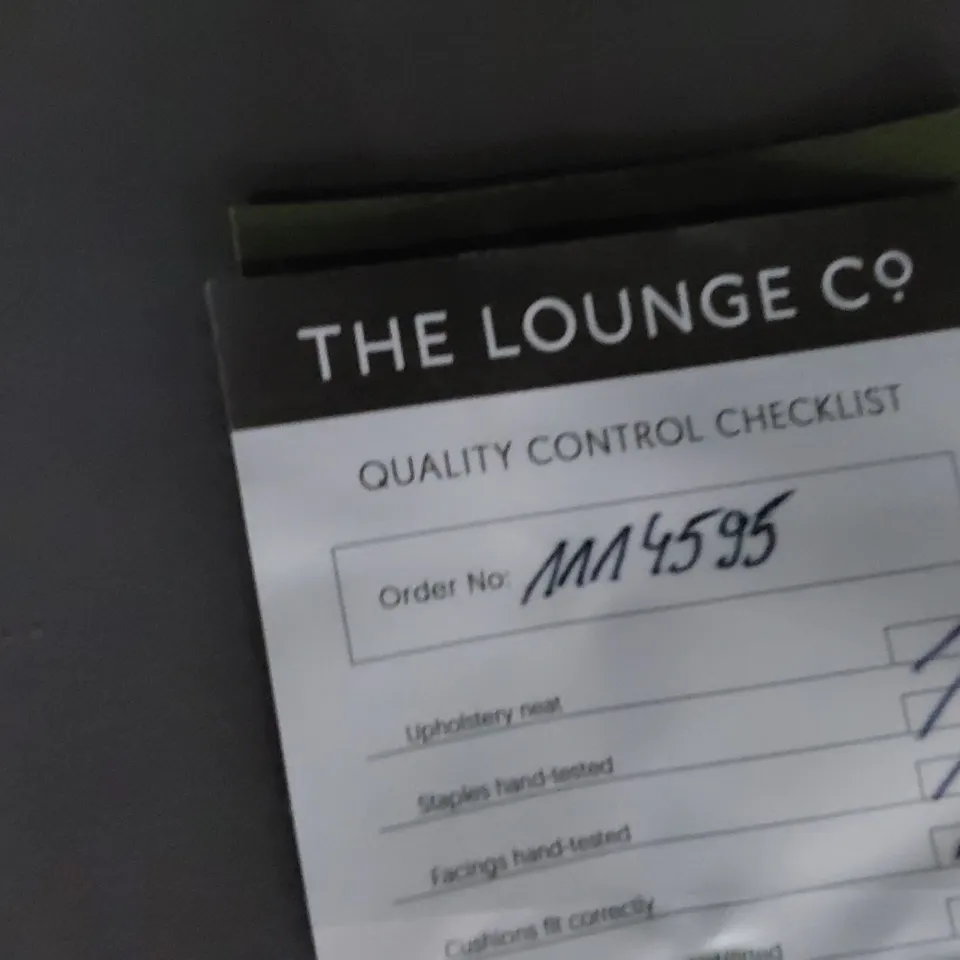 THE LOUNGE Co
QUALITY CONTROL CHECKLIST
Order No: 1114595
Upholstery neat
Staples hand-tested
Facings hand-tested
Cushions fit correctly